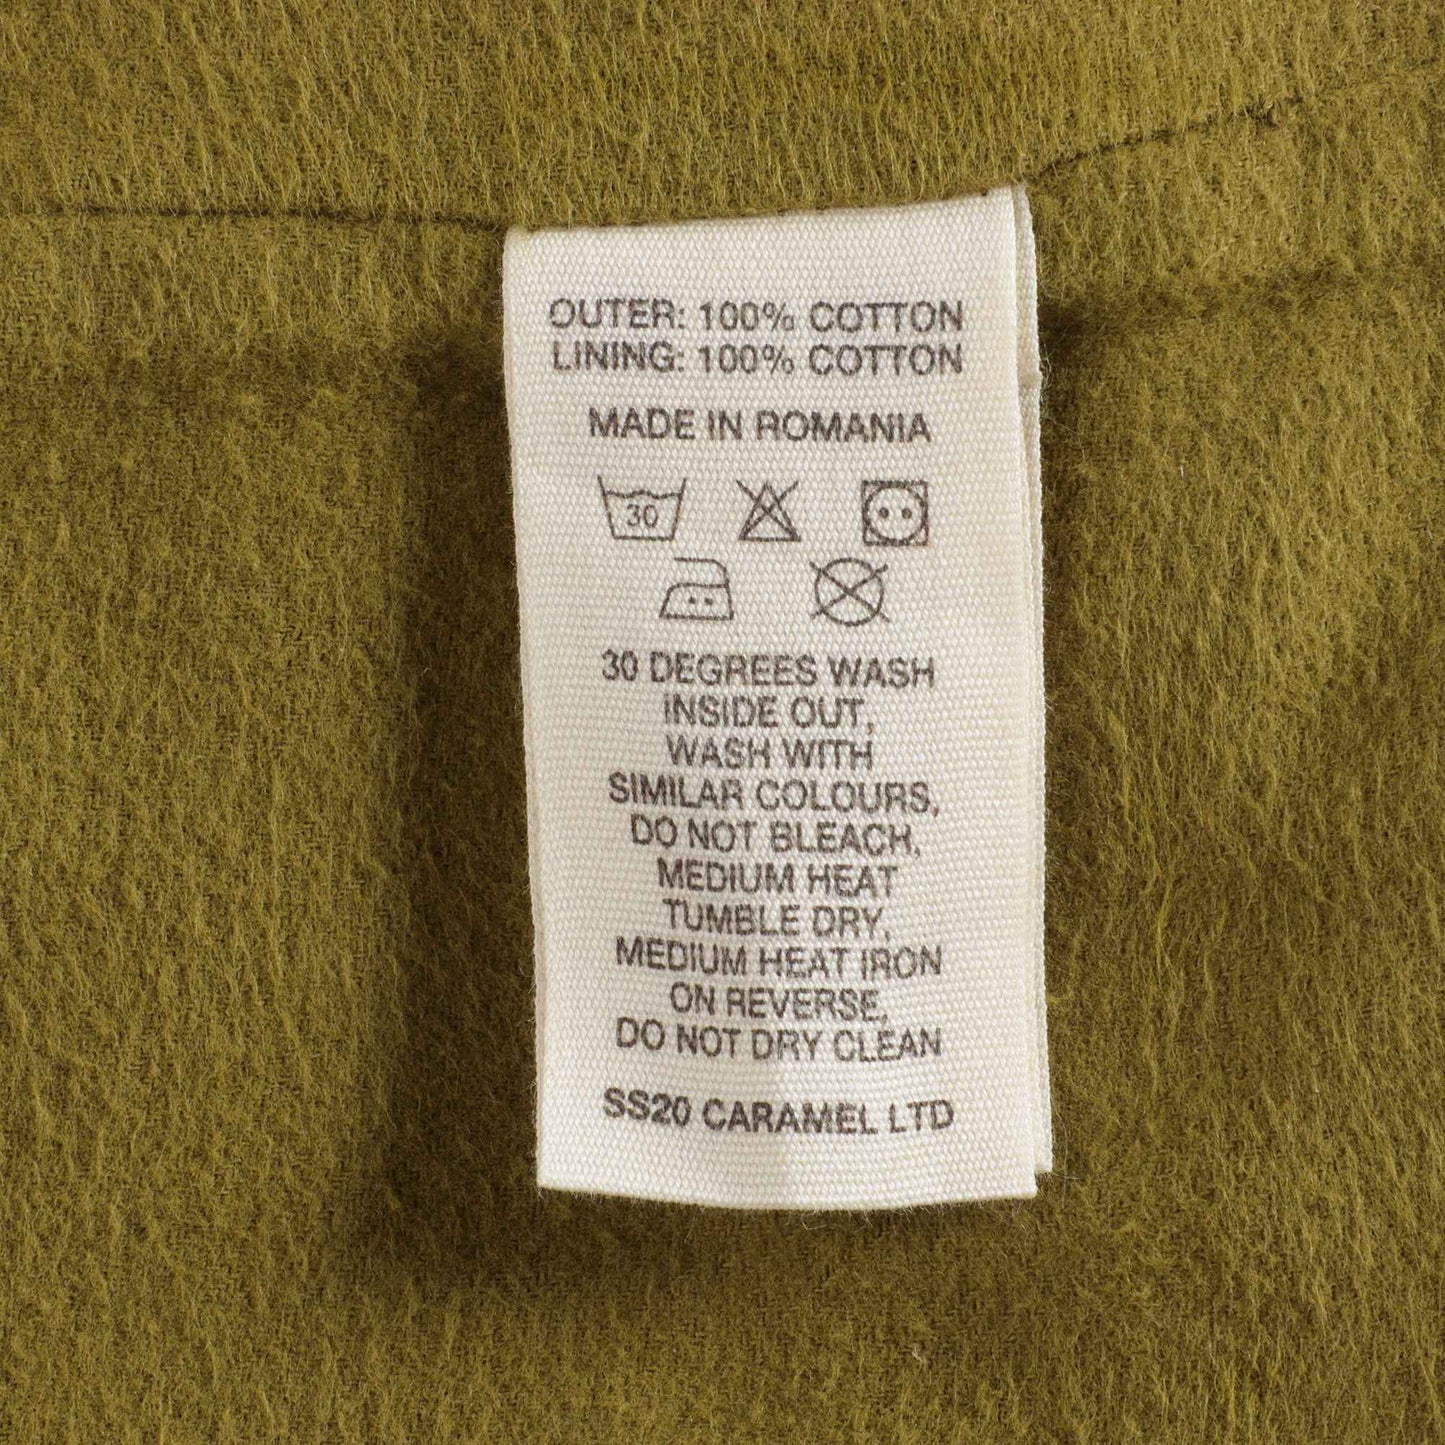 OUTER: 100% COTTON
LINING: 100% COTTON
MADE IN ROMANIA
30
30 DEGREES WASH
INSIDE OUT,
WASH WITH
SIMILAR COLOURS,
DO NOT BLEACH,
MEDIUM HEAT
TUMBLE DRY,
MEDIUM HEAT IRON
ON REVERSE,
DO NOT DRY CLEAN
SS20 CARAMEL LTD